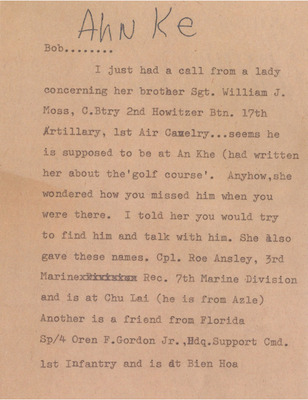 Ahn Ke
Bob........
I just had a call from a lady
concerning her brother Sgt. William J.
Moss, C.Btry 2nd Howitzer Btn. 17th
Artillary, 1st Air Cavelry...seems he
is supposed to be at An Khe (had written
her about the'golf course'. Anyhow,she
wondered how you missed him when you
were there. I told her you would try
to find him and talk with him. She also
gave these names. Cpl. Roe Ansley, 3rd
Marine Rec. 7th Marine Division
and is at Chu Lai (he is from Azle)
Another is a friend from Florida
Sp/4 Oren F.Gordon Jr.,Hdq.Support Cmd.
1st Infantry and is at Bien Hoa